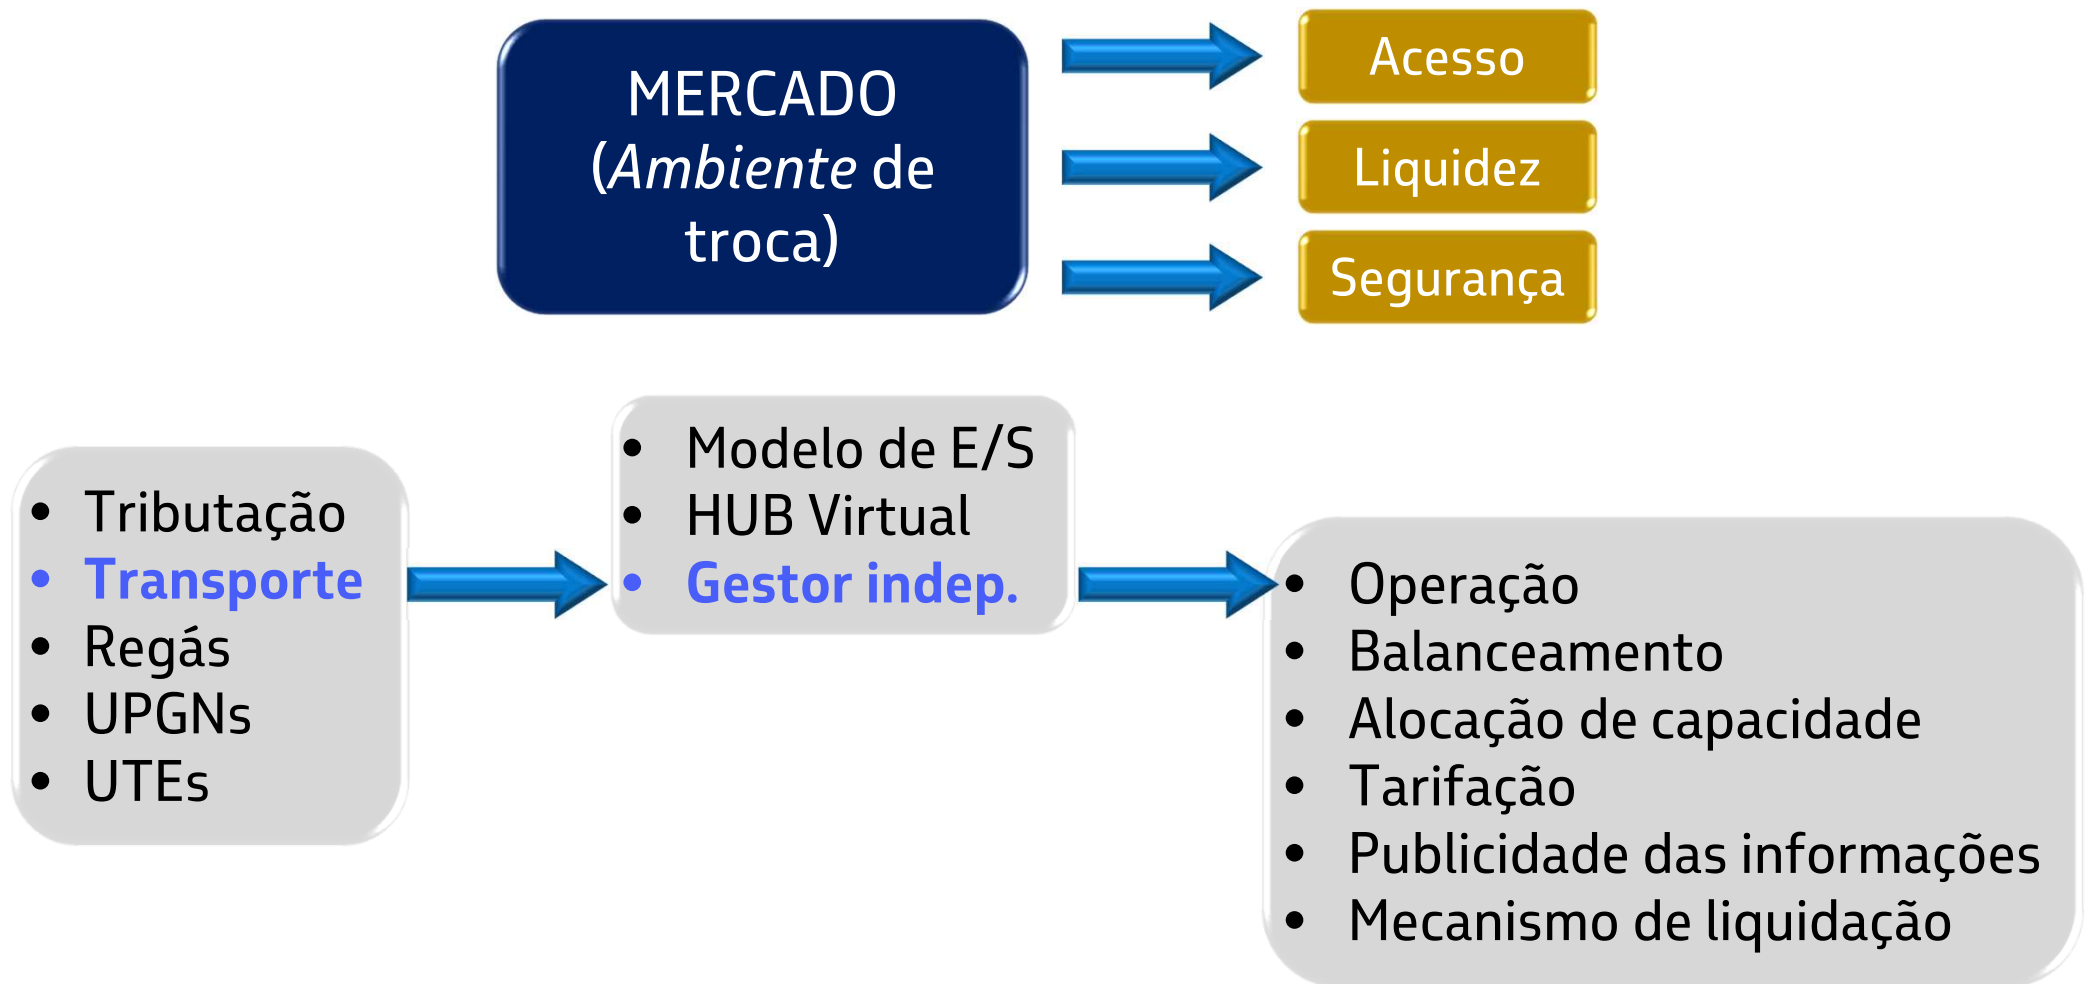 MERCADO
(Ambiente de
troca)
Acesso
Liquidez
Segurança
• Tributação
• Transporte
• Regás
• UPGNs
• UTEs
• Modelo de E/S
• HUB Virtual
• Gestor indep.
• Operação
• Balanceamento
• Alocação de capacidade
• Tarifação
• Publicidade das informações
• Mecanismo de liquidação